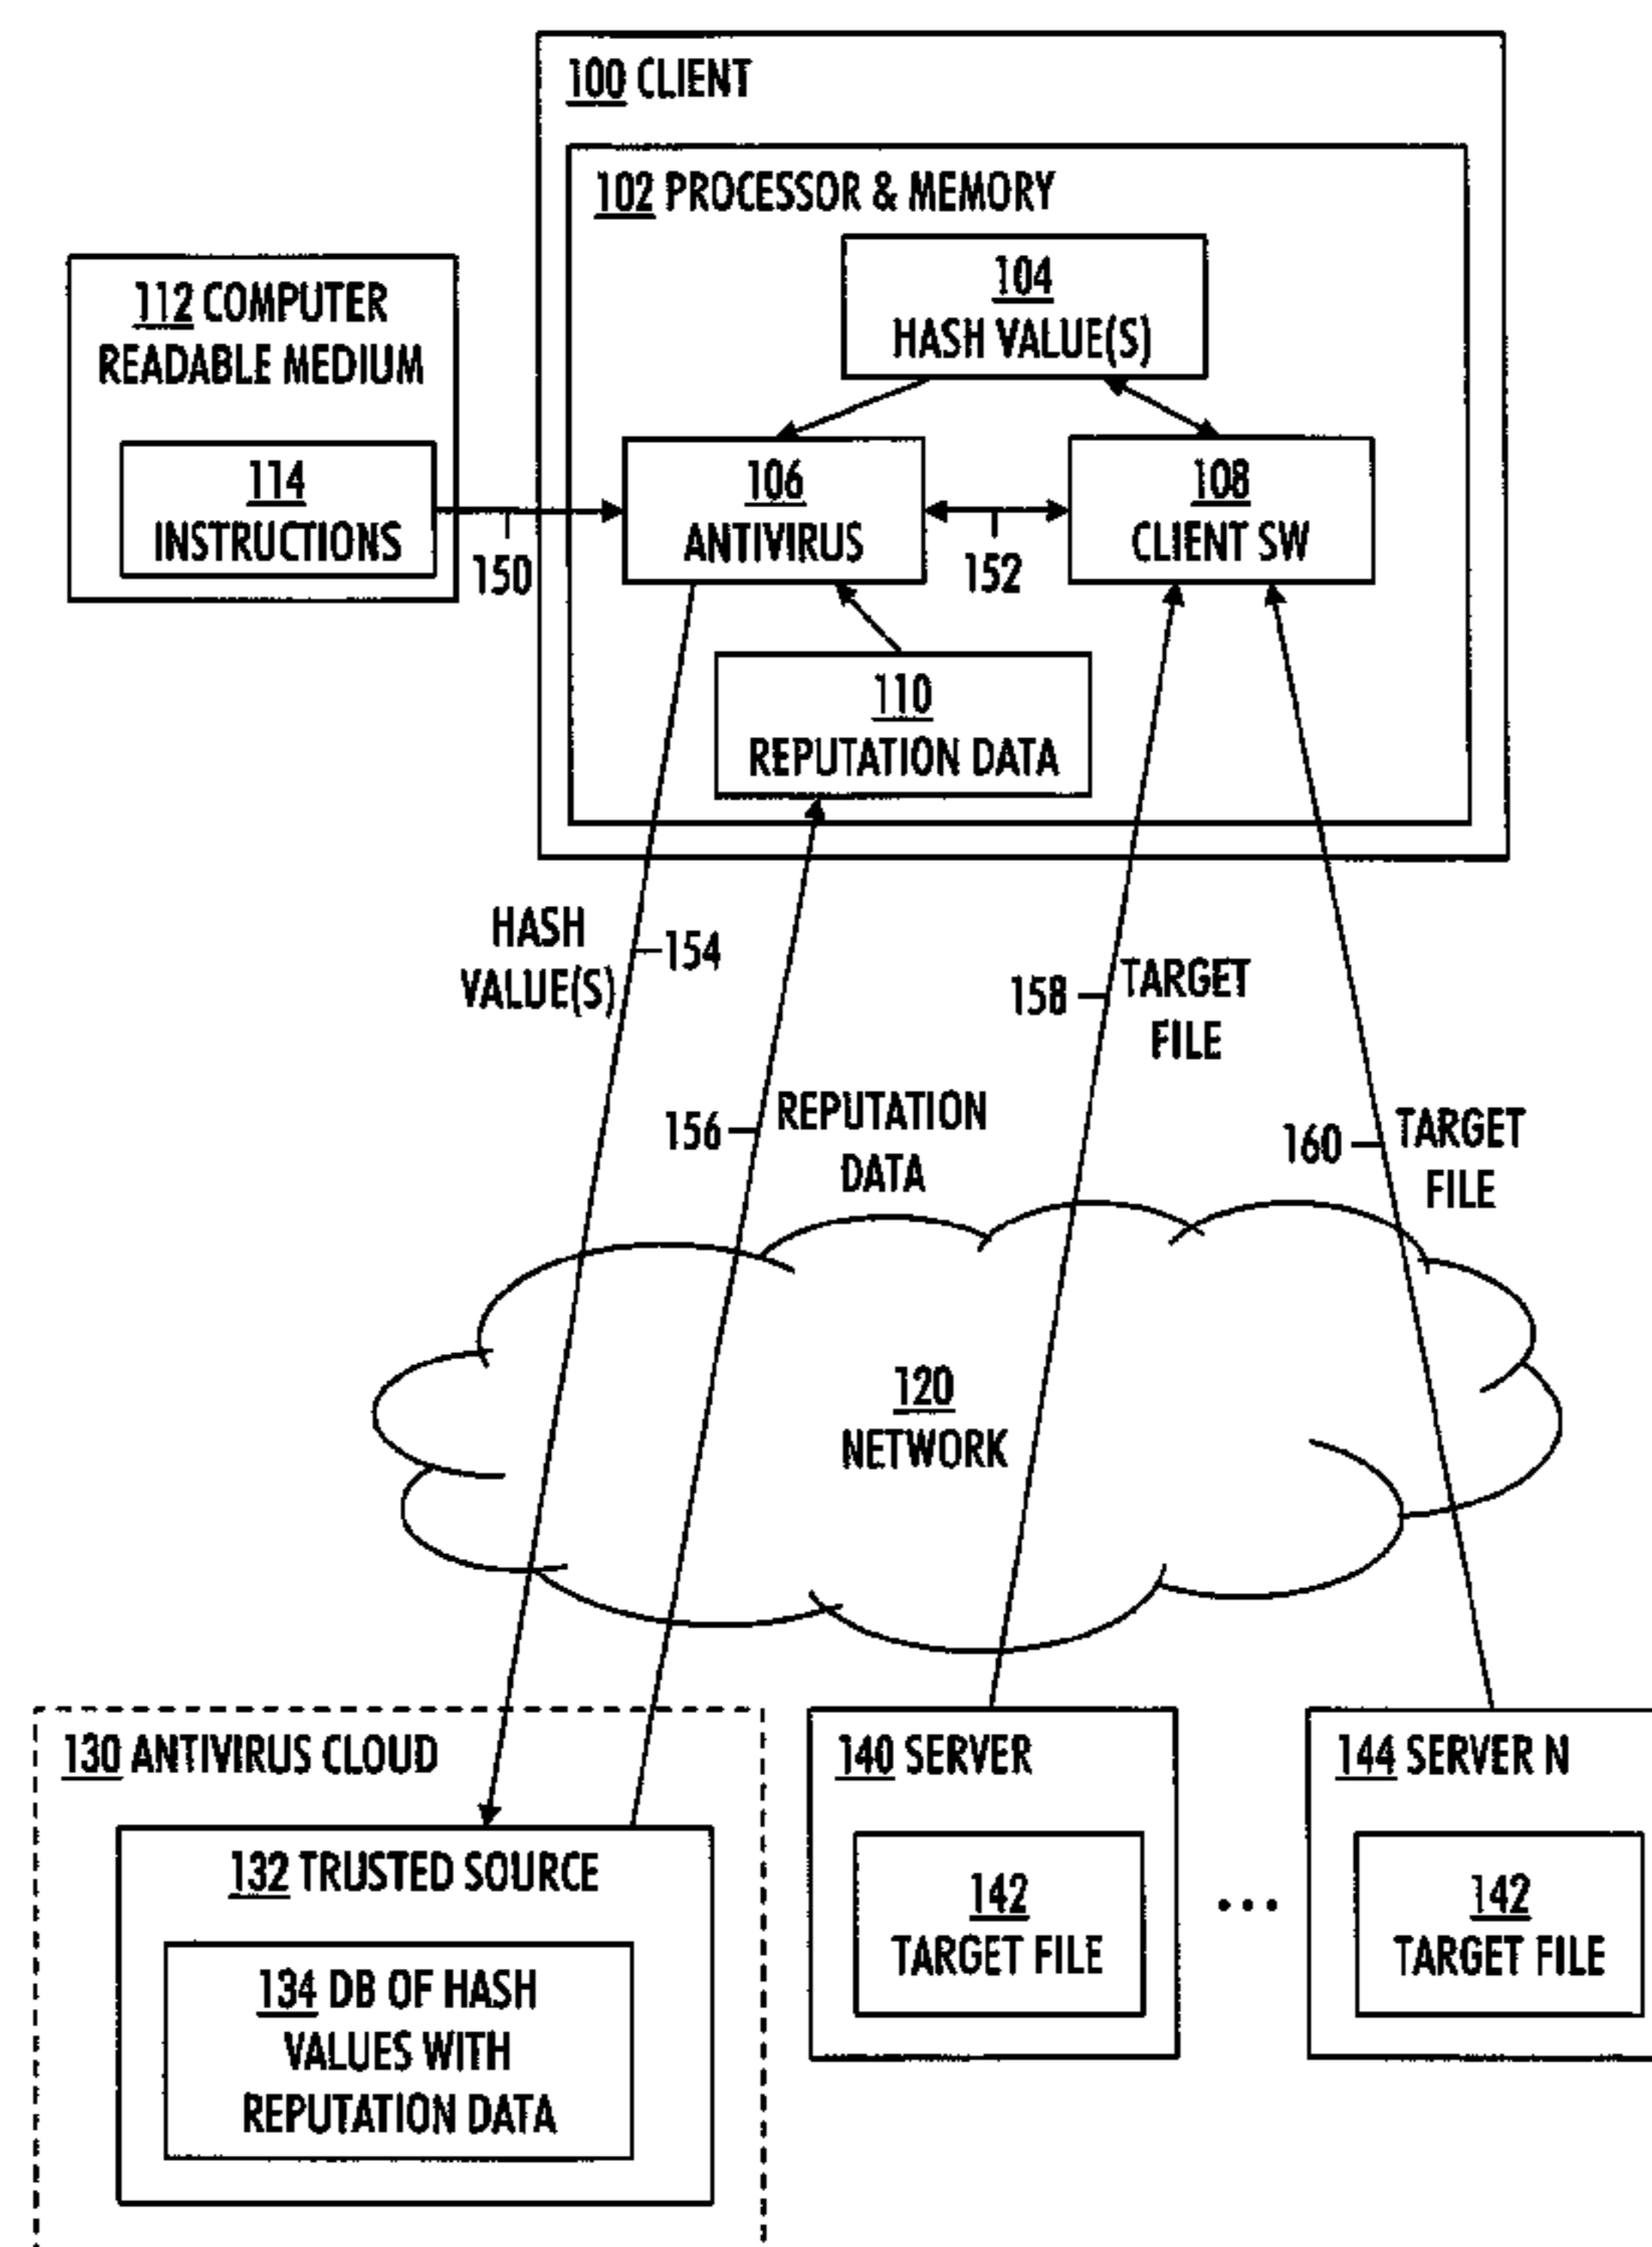 100 CLIENT
102 PROCESSOR & MEMORY
104
HASH VALUE(S)
112 COMPUTER
READABLE MEDIUM
114
INSTRUCTIONS
150
106
ANTIVIRUS
152
108
CLIENT SW
110
REPUTATION DATA
HASH
VALUE(S)
154
158
TARGET
FILE
156
REPUTATION
DATA
160
TARGET
FILE
120
NETWORK
130 ANTIVIRUS CLOUD
132 TRUSTED SOURCE
134 DB OF HASH
VALUES WITH
REPUTATION DATA
140 SERVER
142
TARGET FILE
...
144 SERVER N
142
TARGET FILE